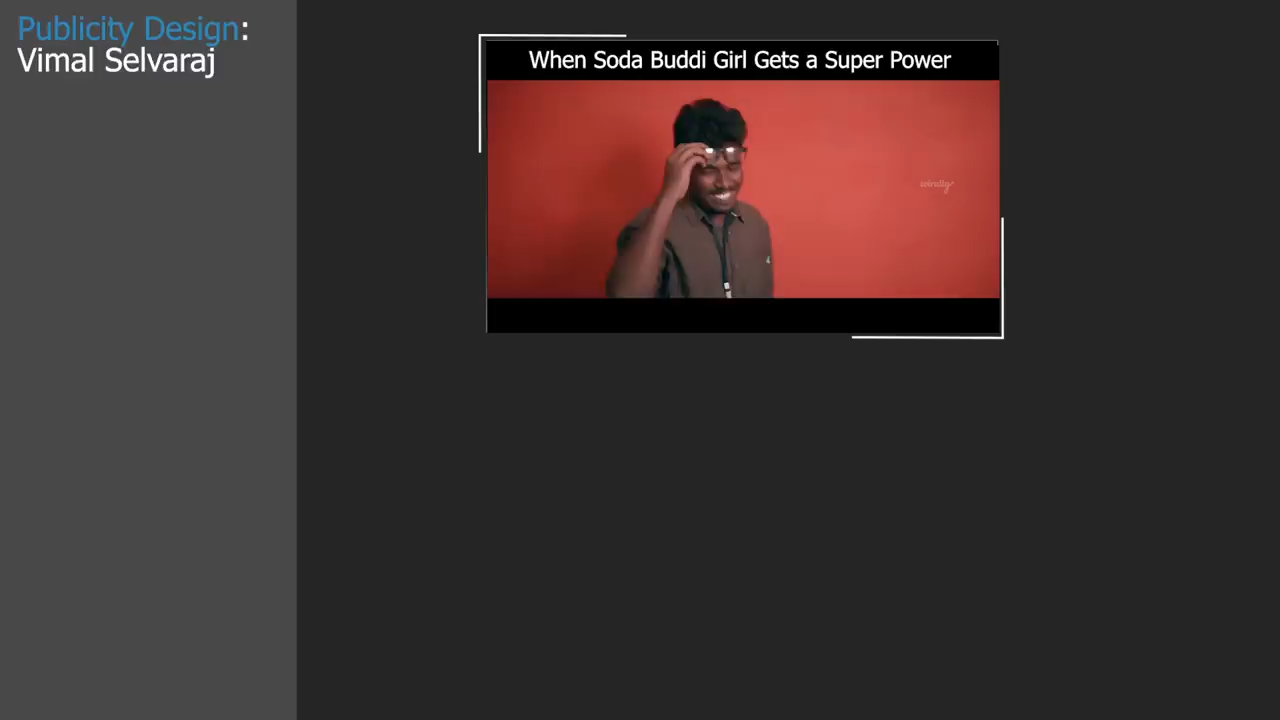 Publicity Design:
Vimal Selvaraj
When Soda Buddi Girl Gets a Super Power